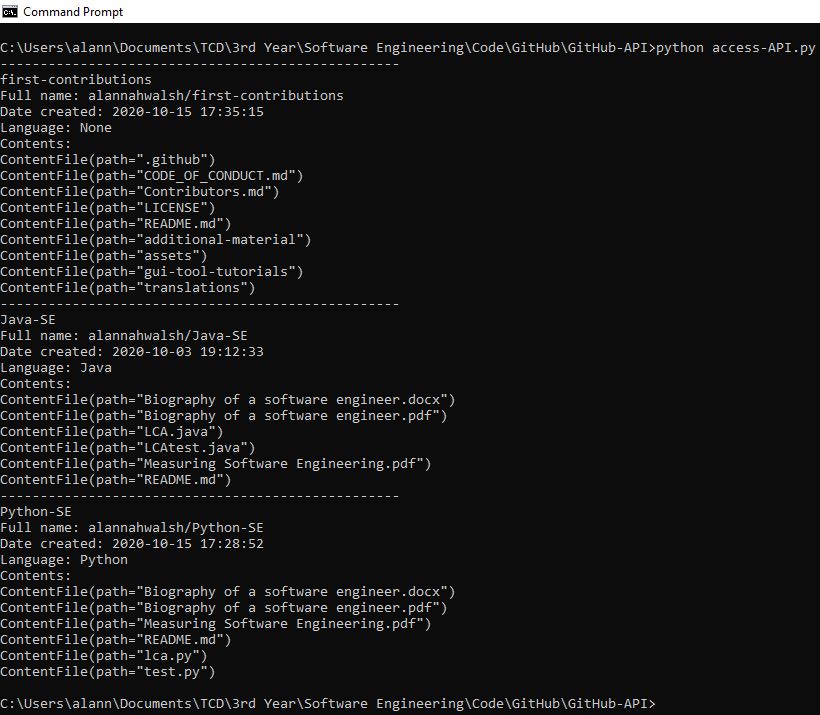 Command Prompt
C:\Users\alann\Documents\TCD\3rd Year\Software Engineering\Code\GitHub\GitHub-API>python access-API.py
--------------------------------------------------
first-contributions
Full name: alannahwalsh/first-contributions
Date created: 2020-10-15 17:35:15
Language: None
Contents:
ContentFile(path=".github")
ContentFile(path="CODE_OF_CONDUCT.md")
ContentFile(path="Contributors.md")
ContentFile(path="LICENSE")
ContentFile(path="README.md")
ContentFile(path="additional-material")
ContentFile(path="assets")
ContentFile(path="gui-tool-tutorials")
ContentFile(path="translations")
--------------------------------------------------
Java-SE
Full name: alannahwalsh/Java-SE
Date created: 2020-10-03 19:12:33
Language: Java
Contents:
ContentFile(path="Biography of a software engineer.docx")
ContentFile(path="Biography of a software engineer.pdf")
ContentFile(path="LCA.java")
ContentFile(path="LCAtest.java")
ContentFile(path="Measuring Software Engineering.pdf")
ContentFile(path="README.md")
--------------------------------------------------
Python-SE
Full name: alannahwalsh/Python-SE
Date created: 2020-10-15 17:28:52
Language: Python
Contents:
ContentFile(path="Biography of a software engineer.docx")
ContentFile(path="Biography of a software engineer.pdf")
ContentFile(path="Measuring Software Engineering.pdf")
ContentFile(path="README.md")
ContentFile(path="lca.py")
ContentFile(path="test.py")
C:\Users\alann\Documents\TCD\3rd Year\Software Engineering\Code\GitHub\GitHub-API>